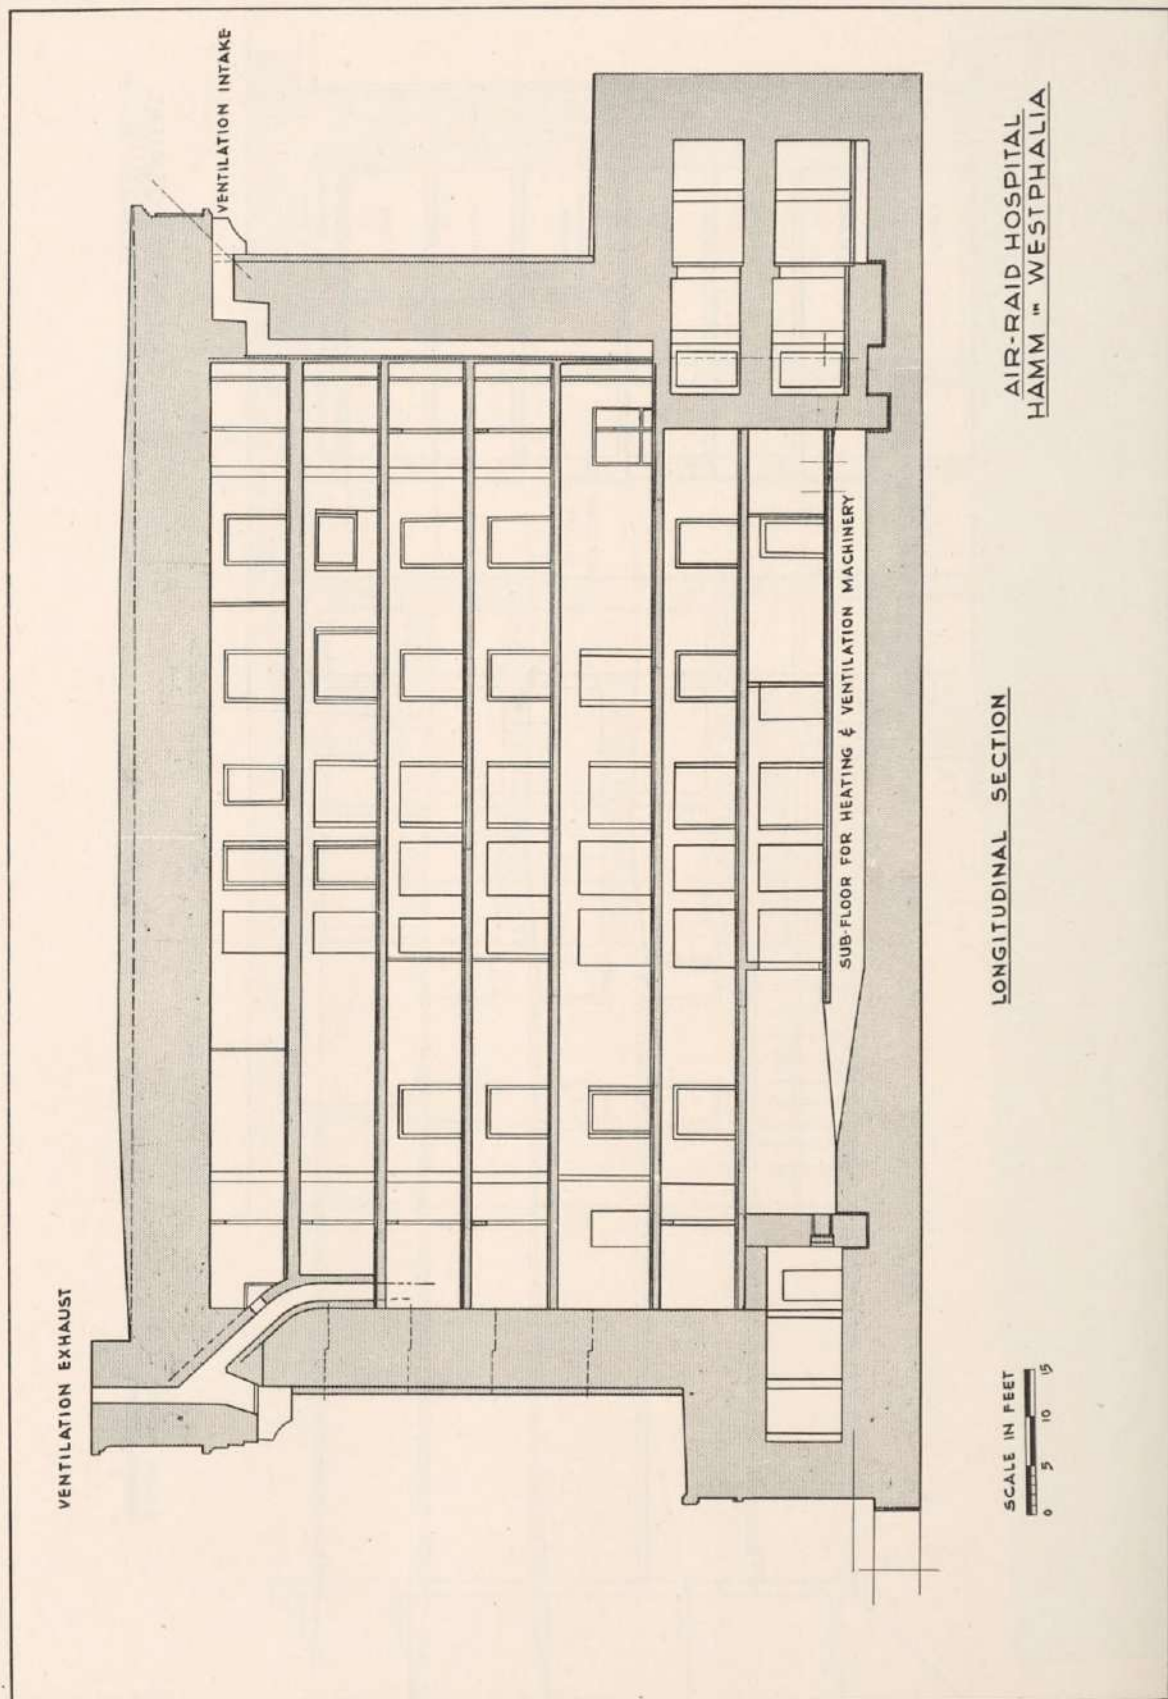 VENTILATION EXHAUST
VENTILATION INTAKE
SUB-FLOOR FOR HEATING & VENTILATION MACHINERY
SCALE IN FEET
0 5 10 15
LONGITUDINAL SECTION
AIR-RAID HOSPITAL
HAMM IN WESTPHALIA